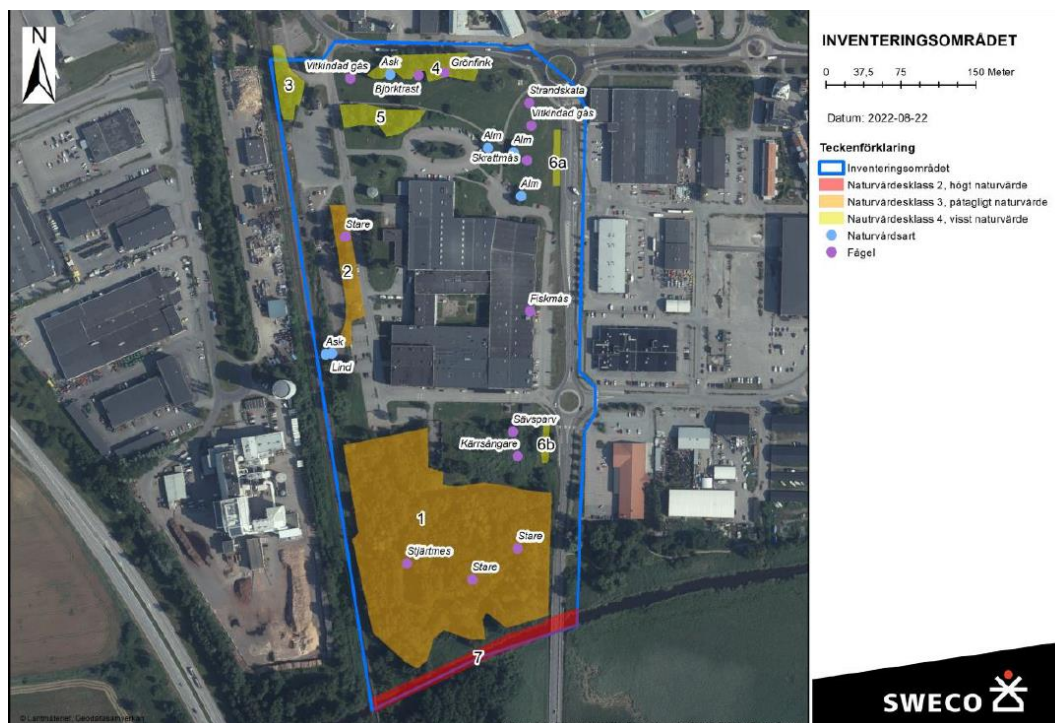 N
INVENTERINGSOMRÅDET
0 37,5 75 150 Meter
Datum: 2022-08-22
Teckenförklaring
Inventeringsområdet
Naturvärdesklass 2, högt naturvärde
Naturvärdesklass 3, påtagligt naturvärde
Nautrvärdesklass 4, visst naturvärde
Naturvårdsart
Fågel
Vitkindad gås
Ask
4
Grönfink
Björktrast
3
5
Strandskata
Vitkindad gås
Alm
Alm
Skrattmås
6a
Alm
Stare
2
Fiskmås
Ask
Lind
Sävsparv
Kärrsångare
6b
1
Stare
Stjärtmes
Stare
7
© Lantmäteriet, Geodatasamverkan
SWECO